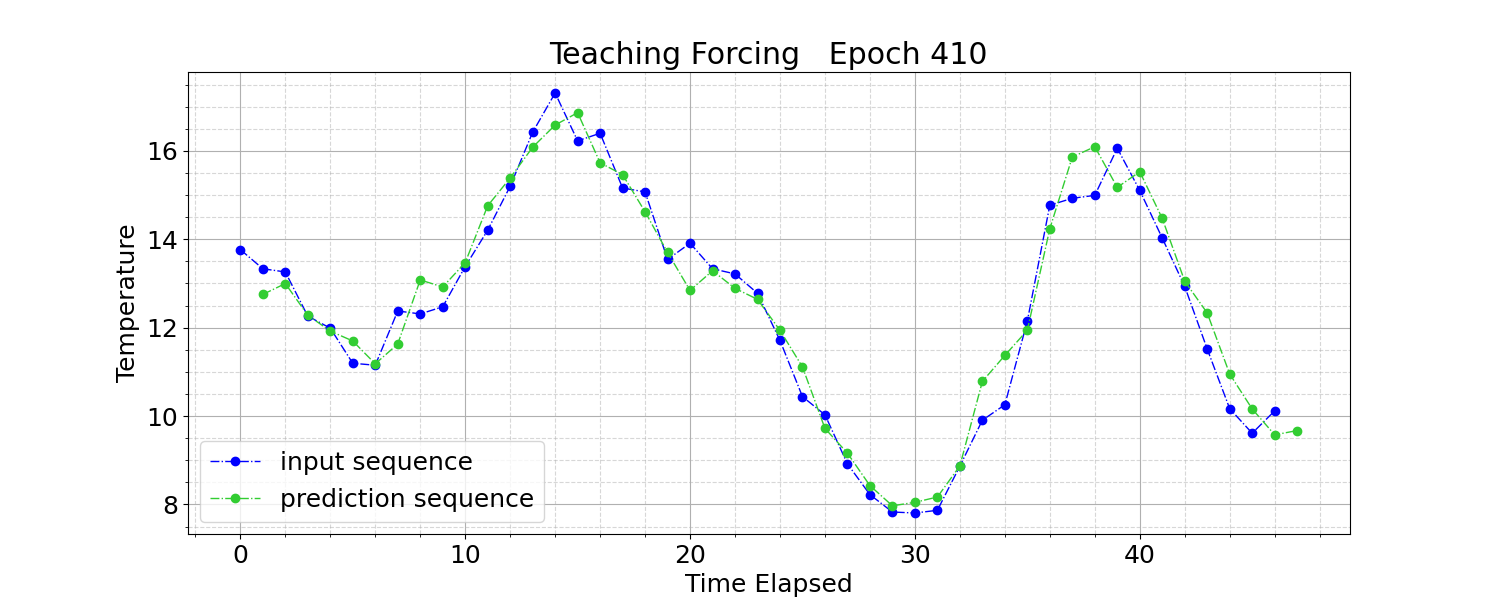 Teaching Forcing   Epoch 410
16
14
12
10
8
Temperature
input sequence
prediction sequence
0 10 20 30 40
Time Elapsed